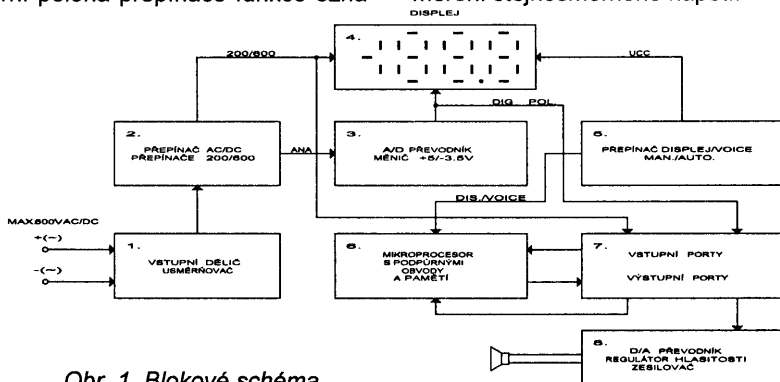 DISPLEJ
200/600
4.
UCC
DIG. POL.
2.
PŘEPÍNAČ AC/DC
PŘEPÍNAČE 200/600
ANA
3.
A/D PŘEVODNÍK
MĚNIČ +5/-3.5V
5.
PŘEPÍNAČ DISPLEJ/VOICE
MAN./AUTO.
DIS./VOICE
MAX.600VAC/DC
+(~)
-(~)
1.
VSTUPNÍ DĚLIČ
USMĚRŇOVAČ
6.
MIKROPROCESOR
S PODPŮRNÝMI
OBVODY
A PAMĚTÍ
7.
VSTUPNÍ PORTY
VÝSTUPNÍ PORTY
8.
D/A PŘEVODNÍK
REGULÁTOR HLASITOSTI
ZESILOVAČ
Obr. 1. Blokové schéma